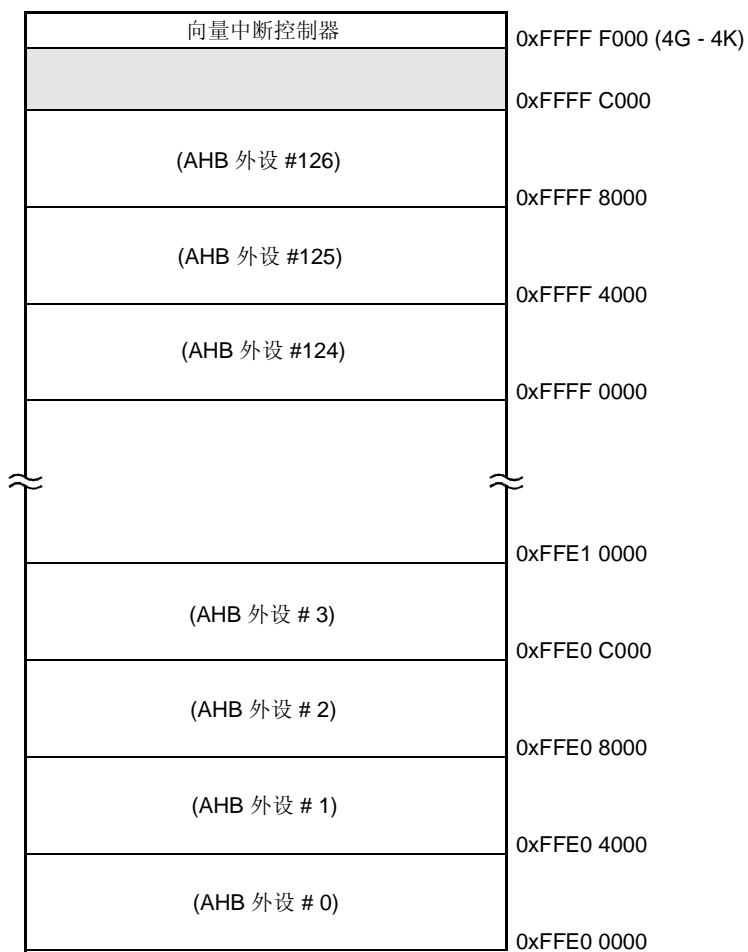 向量中断控制器
0xFFFF F000 (4G - 4K)
0xFFFF C000
(AHB 外设 #126)
0xFFFF 8000
(AHB 外设 #125)
0xFFFF 4000
(AHB 外设 #124)
0xFFFF 0000
0xFFE1 0000
(AHB 外设 # 3)
0xFFE0 C000
(AHB 外设 # 2)
0xFFE0 8000
(AHB 外设 # 1)
0xFFE0 4000
(AHB 外设 # 0)
0xFFE0 0000